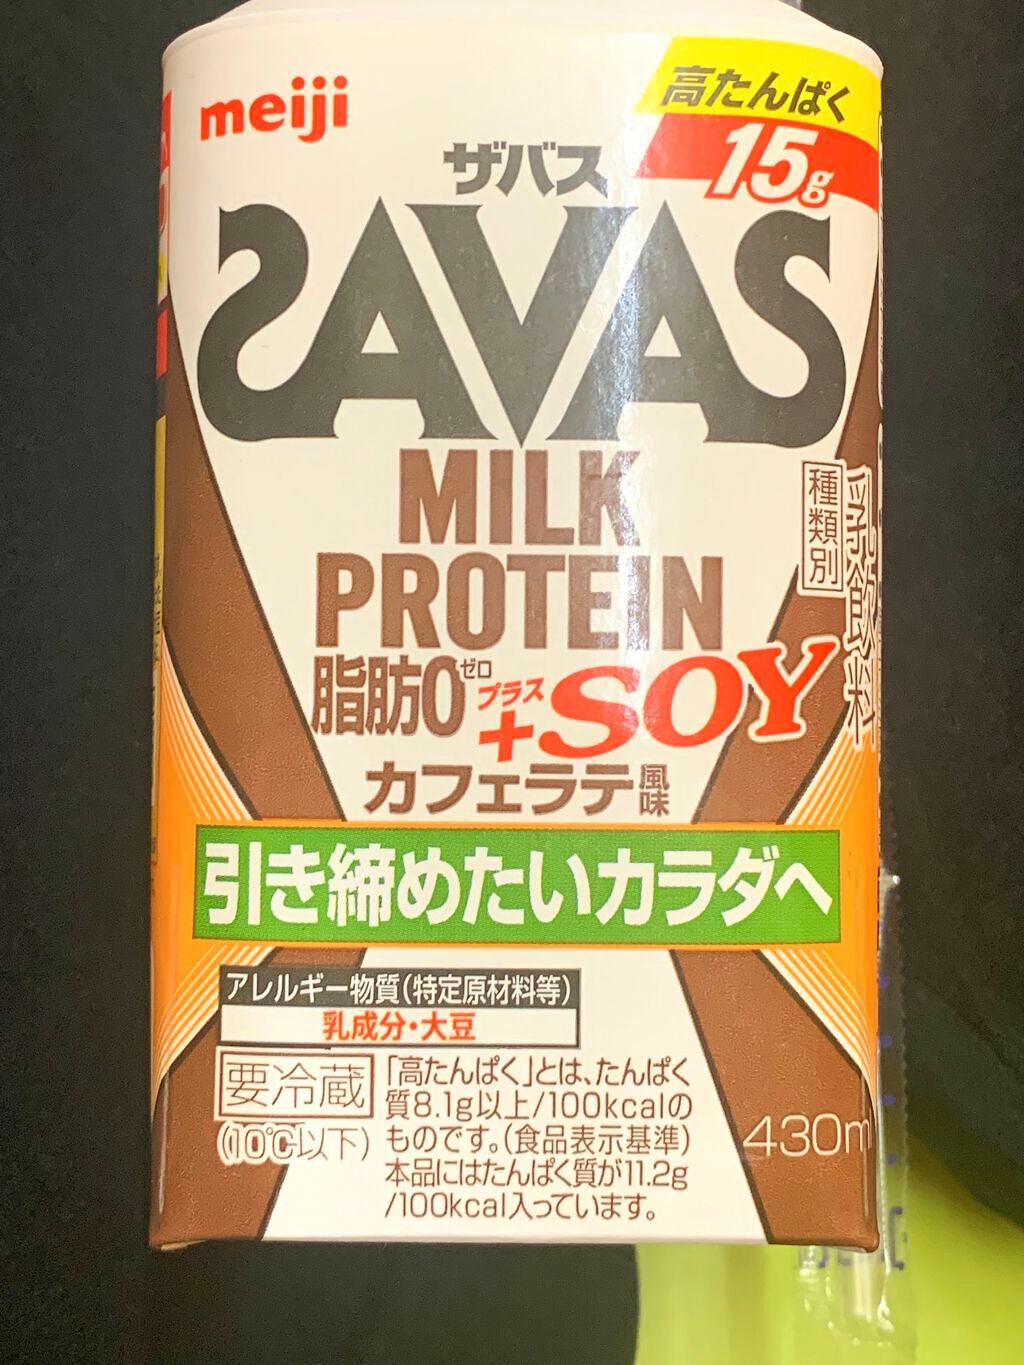 meiji
高たんぱく
15g
ザバス
SAVAS
MILK
PROTEIN
脂肪0ゼロ
プラス
+SOY
カフェラテ風味
種類別
乳飲料
引き締めたいカラダへ
アレルギー物質(特定原材料等)
乳成分・大豆
要冷蔵
(10℃以下)
「高たんぱく」とは、たんぱく
質8.1g以上/100kcalの
ものです。(食品表示基準)
本品にはたんぱく質が11.2g
/100kcal入っています。
430m